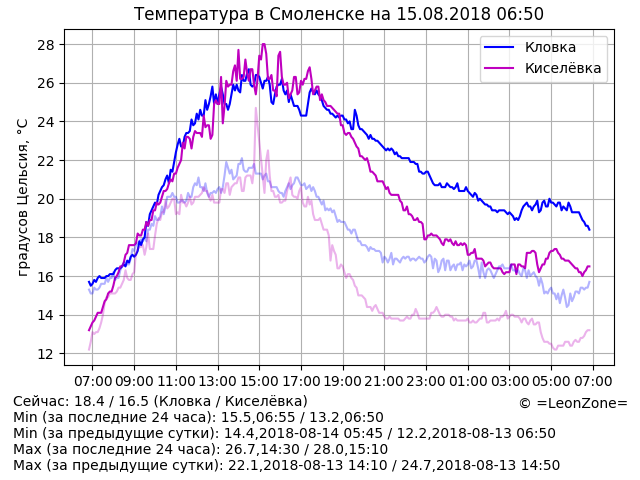 Температура в Смоленске на 15.08.2018 06:50
Кловка
Киселёвка
градусов Цельсия, °C
28
26
24
22
20
18
16
14
12
07:00 09:00 11:00 13:00 15:00 17:00 19:00 21:00 23:00 01:00 03:00 05:00 07:00
Сейчас: 18.4 / 16.5 (Кловка / Киселёвка)
© =LeonZone=
Min (за последние 24 часа): 15.5,06:55 / 13.2,06:50
Min (за предыдущие сутки): 14.4,2018-08-14 05:45 / 12.2,2018-08-13 06:50
Max (за последние 24 часа): 26.7,14:30 / 28.0,15:10
Max (за предыдущие сутки): 22.1,2018-08-13 14:10 / 24.7,2018-08-13 14:50